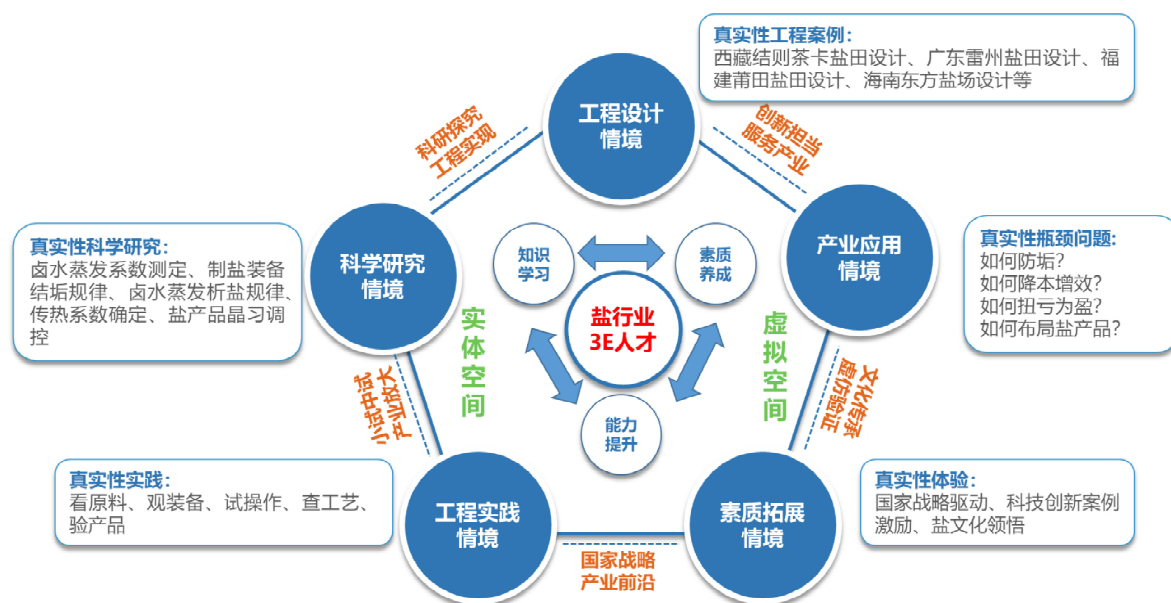 真实性工程案例：
西藏结则茶卡盐田设计、广东雷州盐田设计、福
建莆田盐田设计、海南东方盐场设计等
工程设计
情境
科研探究
工程实现
创新担当
服务产业
真实性科学研究：
卤水蒸发系数测定、制盐装备
结垢规律、卤水蒸发析盐规律、
传热系数确定、盐产品晶习调
控
科学研究
情境
知识
学习
素质
养成
产业应用
情境
真实性瓶颈问题：
如何防垢？
如何降本增效？
如何扭亏为盈？
如何布局盐产品？
盐行业
3E人才
实体空间
虚拟空间
能力
提升
小试中试
产业放大
文化传承
虚仿验证
真实性实践：
看原料、观装备、试操作、查工艺、
验产品
工程实践
情境
国家战略
产业前沿
素质拓展
情境
真实性体验：
国家战略驱动、科技创新案例
激励、盐文化领悟